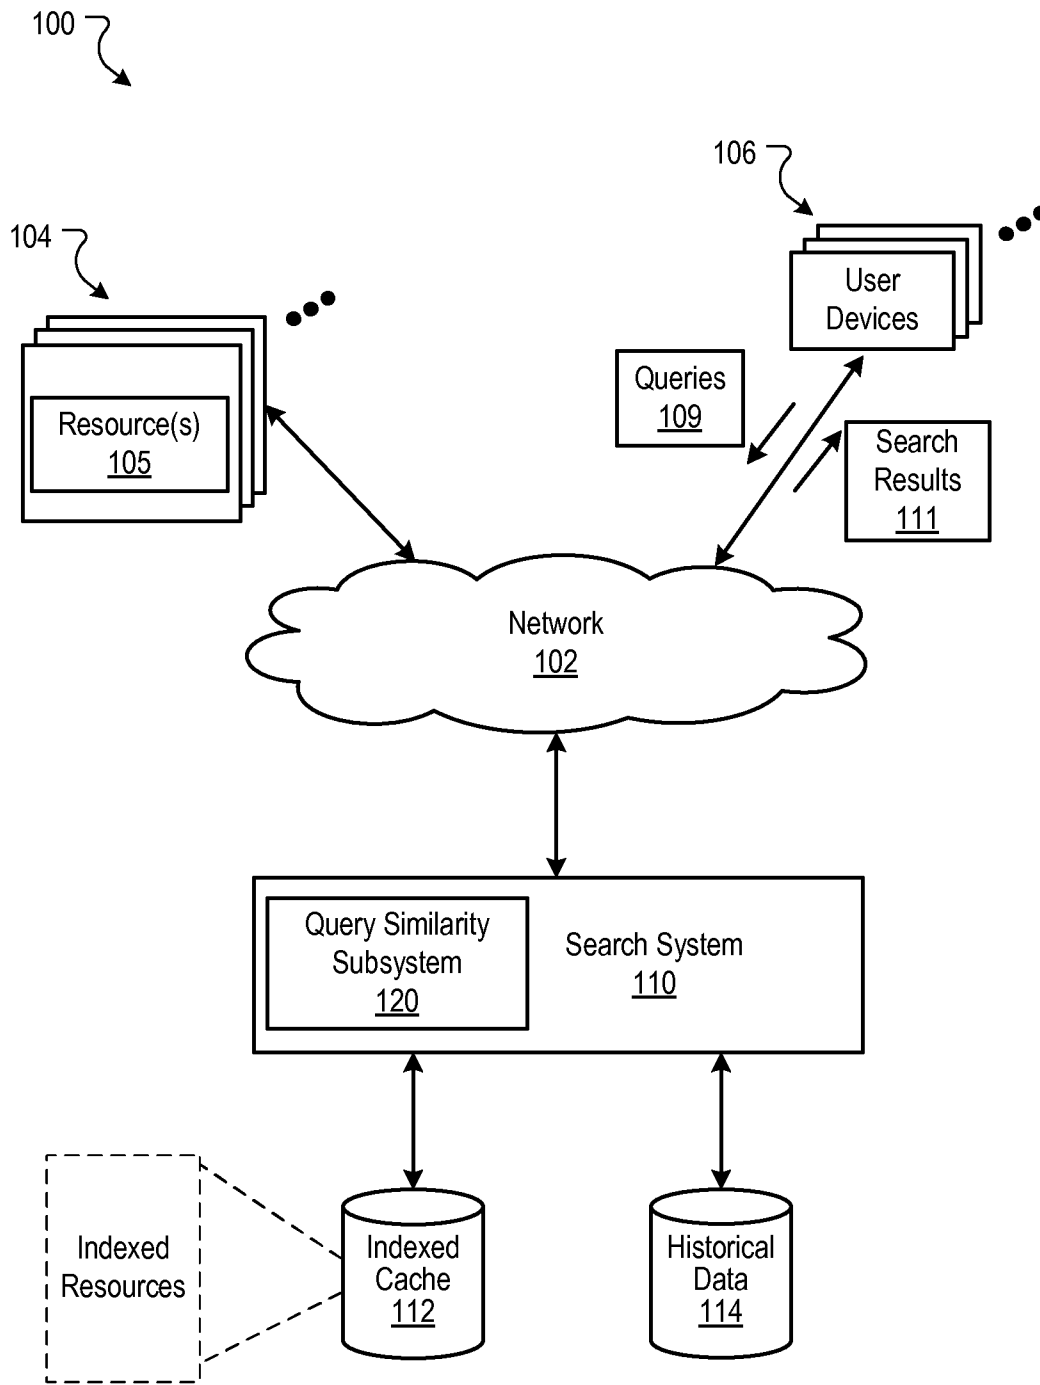 100
106
104
User
Devices
Queries
109
Resource(s)
105
Search
Results
111
Network
102
Query Similarity
Subsystem
120
Search System
110
Indexed
Resources
Indexed
Cache
112
Historical
Data
114